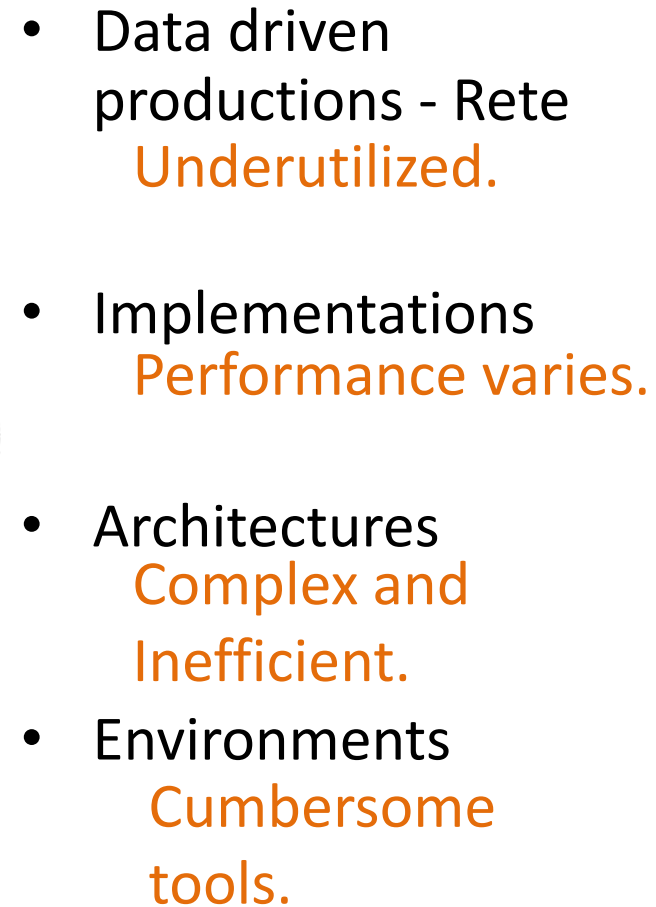 • Data driven
productions - Rete
Underutilized.
• Implementations
Performance varies.
• Architectures
Complex and
Inefficient.
• Environments
Cumbersome
tools.